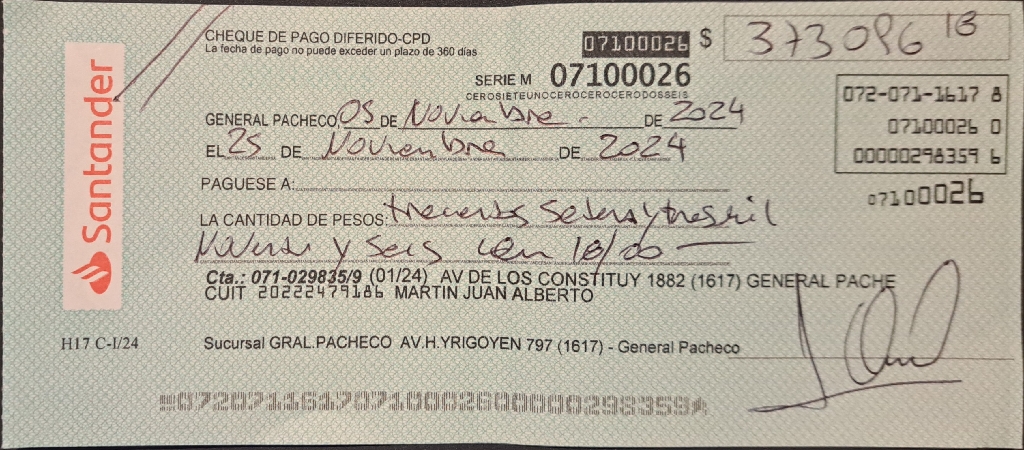 CHEQUE DE PAGO DIFERIDO-CPD
La fecha de pago no puede exceder un plazo de 360 días
07100026 $ 373096 18
SERIE M 07100026
CEROSIETEUNOCEROCEROCERODOSSEIS
072-071-1617 8
07100026 0
00000298359 6
07100026
GENERAL PACHECO, 05 DE Noviembre DE 2024
EL 25 DE Noviembre DE 2024
PAGUESE A:
LA CANTIDAD DE PESOS: trecientos setenta y tres mil
Noventa y seis con 18/00
Cta.: 071-029835/9 (01/24) AV DE LOS CONSTITUY 1882 (1617) GENERAL PACHE
CUIT 20222479186 MARTIN JUAN ALBERTO
Santander
H17 C-I/24
Sucursal GRAL.PACHECO AV.H.YRIGOYEN 797 (1617) - General Pacheco
07207116170710002600000298359